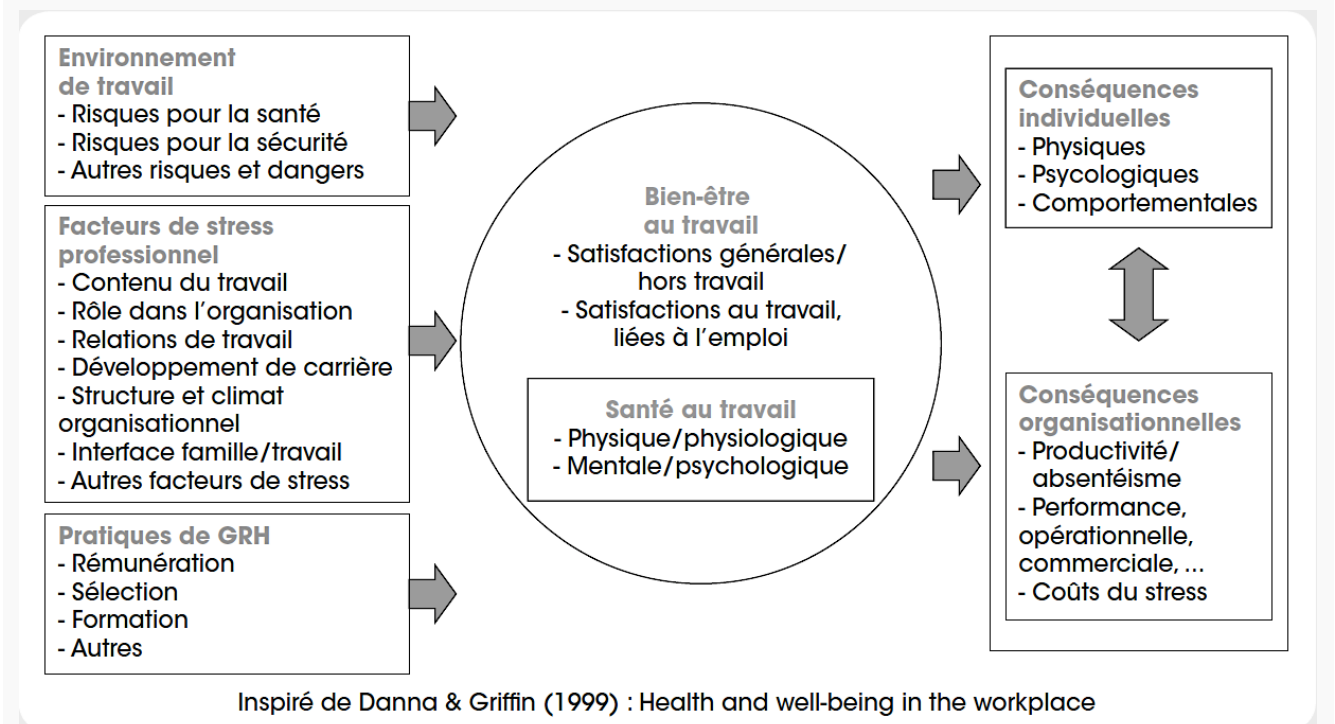 Environnement
de travail
- Risques pour la santé
- Risques pour la sécurité
- Autres risques et dangers
Facteurs de stress
professionnel
- Contenu du travail
- Rôle dans l’organisation
- Relations de travail
- Développement de carrière
- Structure et climat
organisationnel
- Interface famille/travail
- Autres facteurs de stress
Pratiques de GRH
- Rémunération
- Sélection
- Formation
- Autres
Bien-être
au travail
- Satisfactions générales/
hors travail
- Satisfactions au travail,
liées à l’emploi
Santé au travail
- Physique/physiologique
- Mentale/psychologique
Conséquences
individuelles
- Physiques
- Psycologiques
- Comportementales
Conséquences
organisationnelles
- Productivité/
absentéisme
- Performance,
opérationnelle,
commerciale, ...
- Coûts du stress
Inspiré de Danna & Griffin (1999) : Health and well-being in the workplace